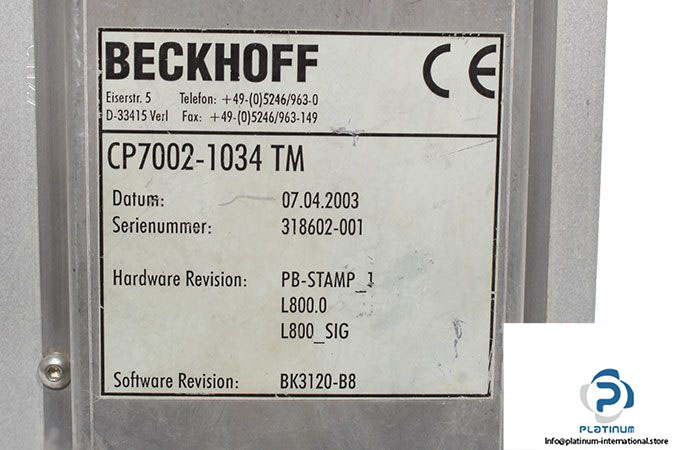 BECKHOFF CE
Eiserstr. 5 Telefon: +49-(0)5246/963-0
D-33415 Verl Fax: +49-(0)5246/963-149
CP7002-1034 TM
Datum: 07.04.2003
Serienummer: 318602-001
Hardware Revision: PB-STAMP_1
L800.0
L800_SIG
Software Revision: BK3120-B8
PLATINUM
Info@platinum-international.store